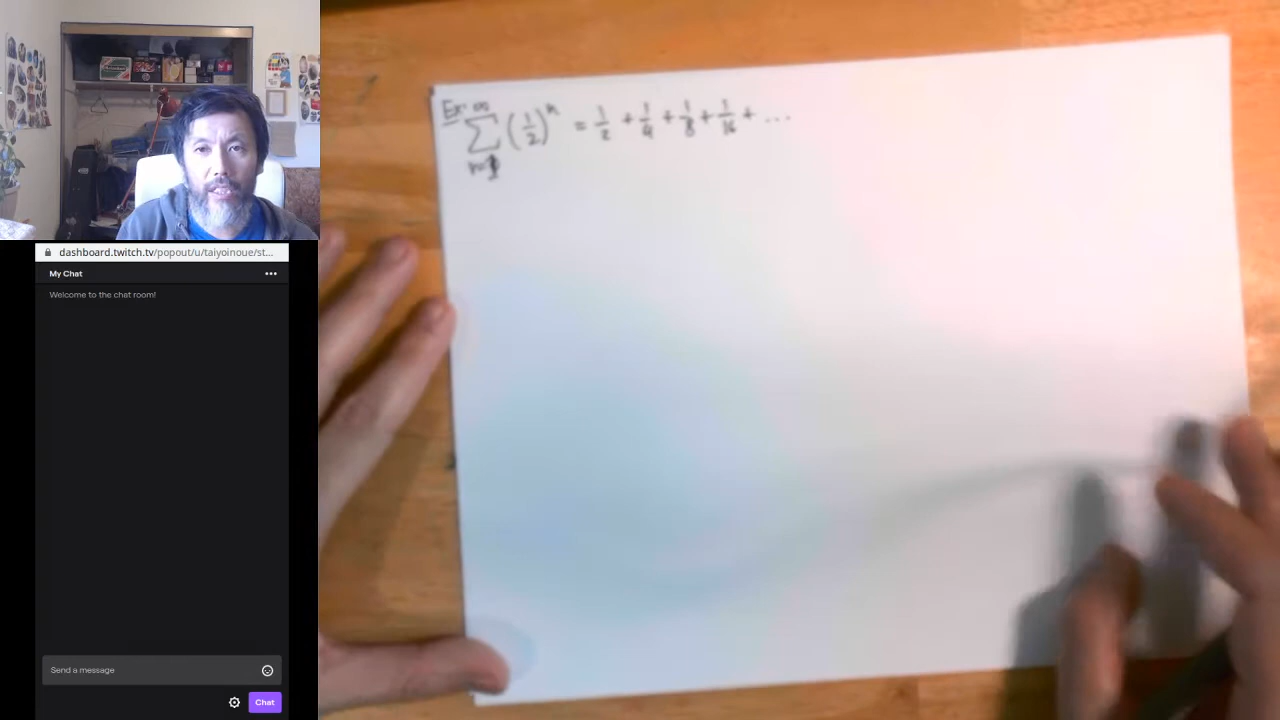 dashboard.twitch.tv/popout/u/taiyoinoue/st...
My Chat
Welcome to the chat room!
Send a message
Chat
Ex: ∞
∑ (1/2)^n = 1/2 + 1/4 + 1/8 + 1/16 + ...
n=1